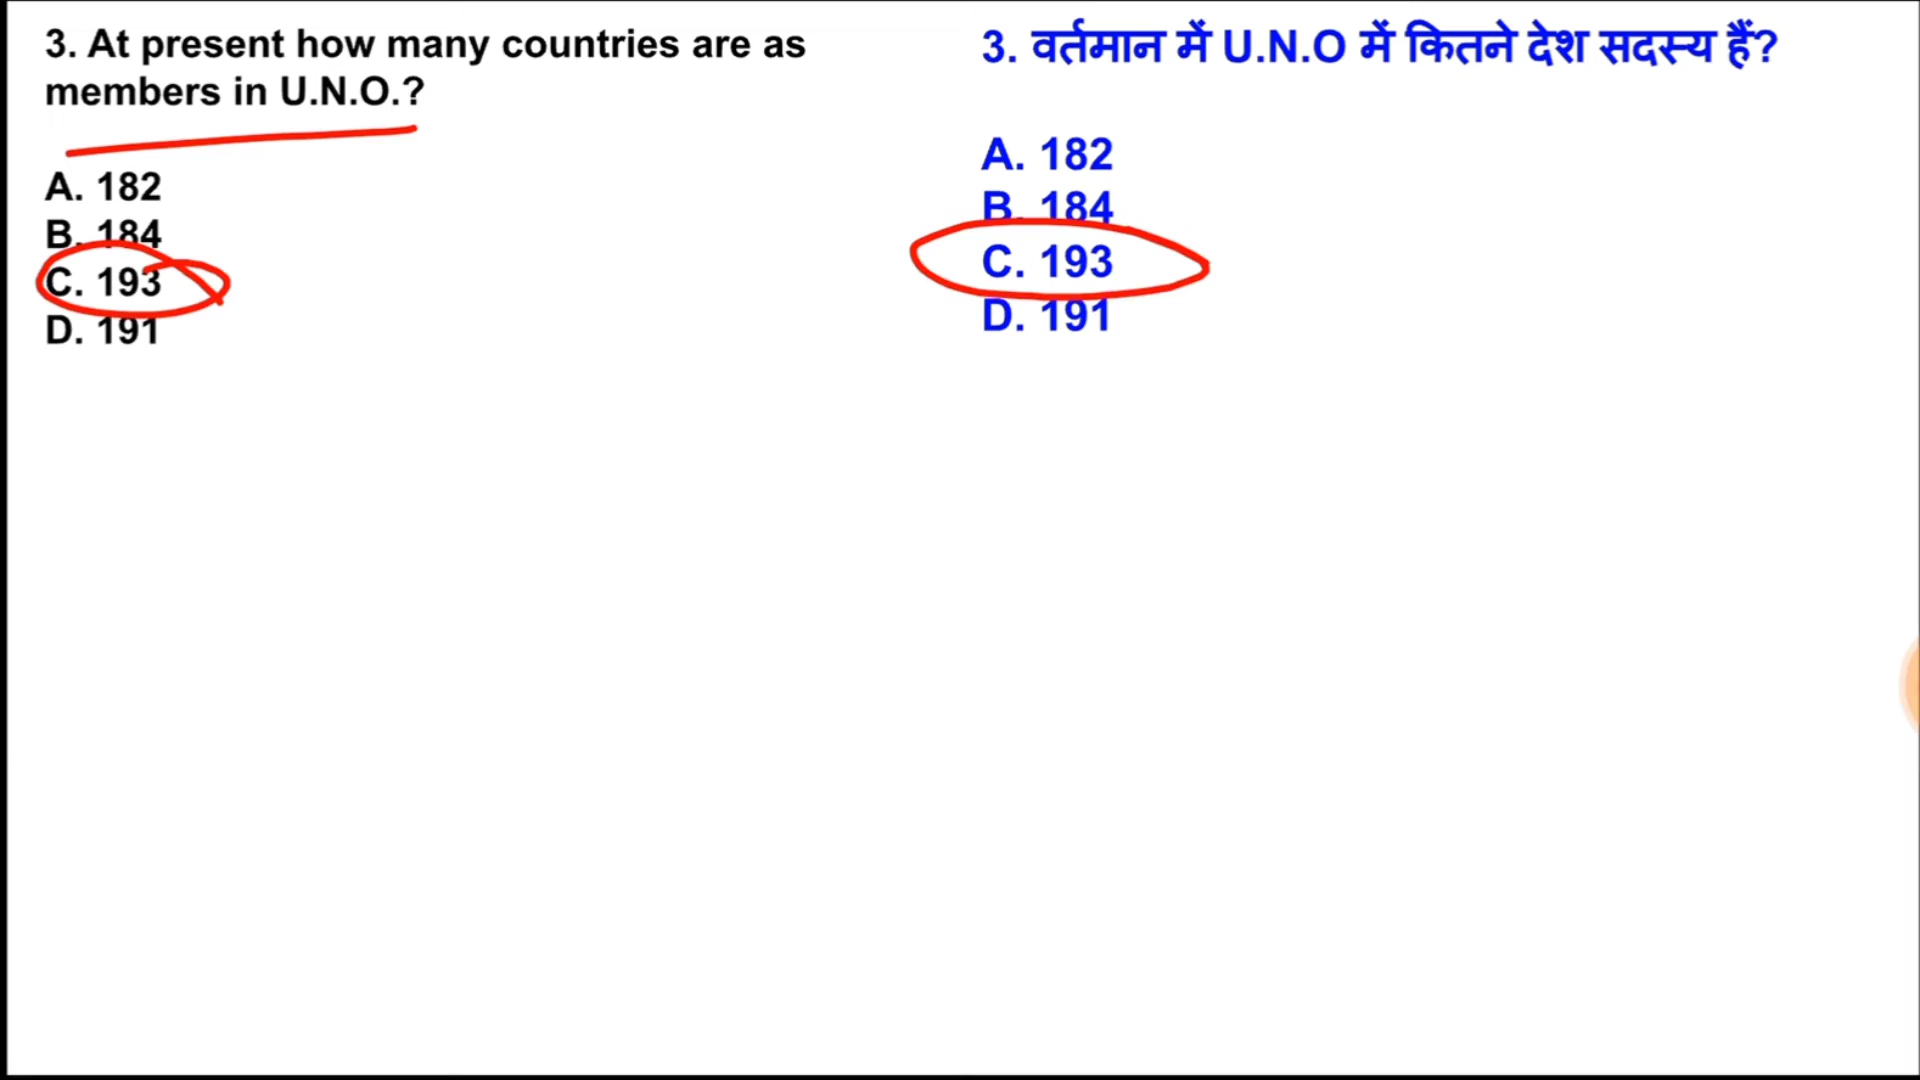 3. At present how many countries are as
members in U.N.O.?
A. 182
B. 184
C. 193
D. 191
3. वर्तमान में U.N.O में कितने देश सदस्य हैं?
A. 182
B. 184
C. 193
D. 191